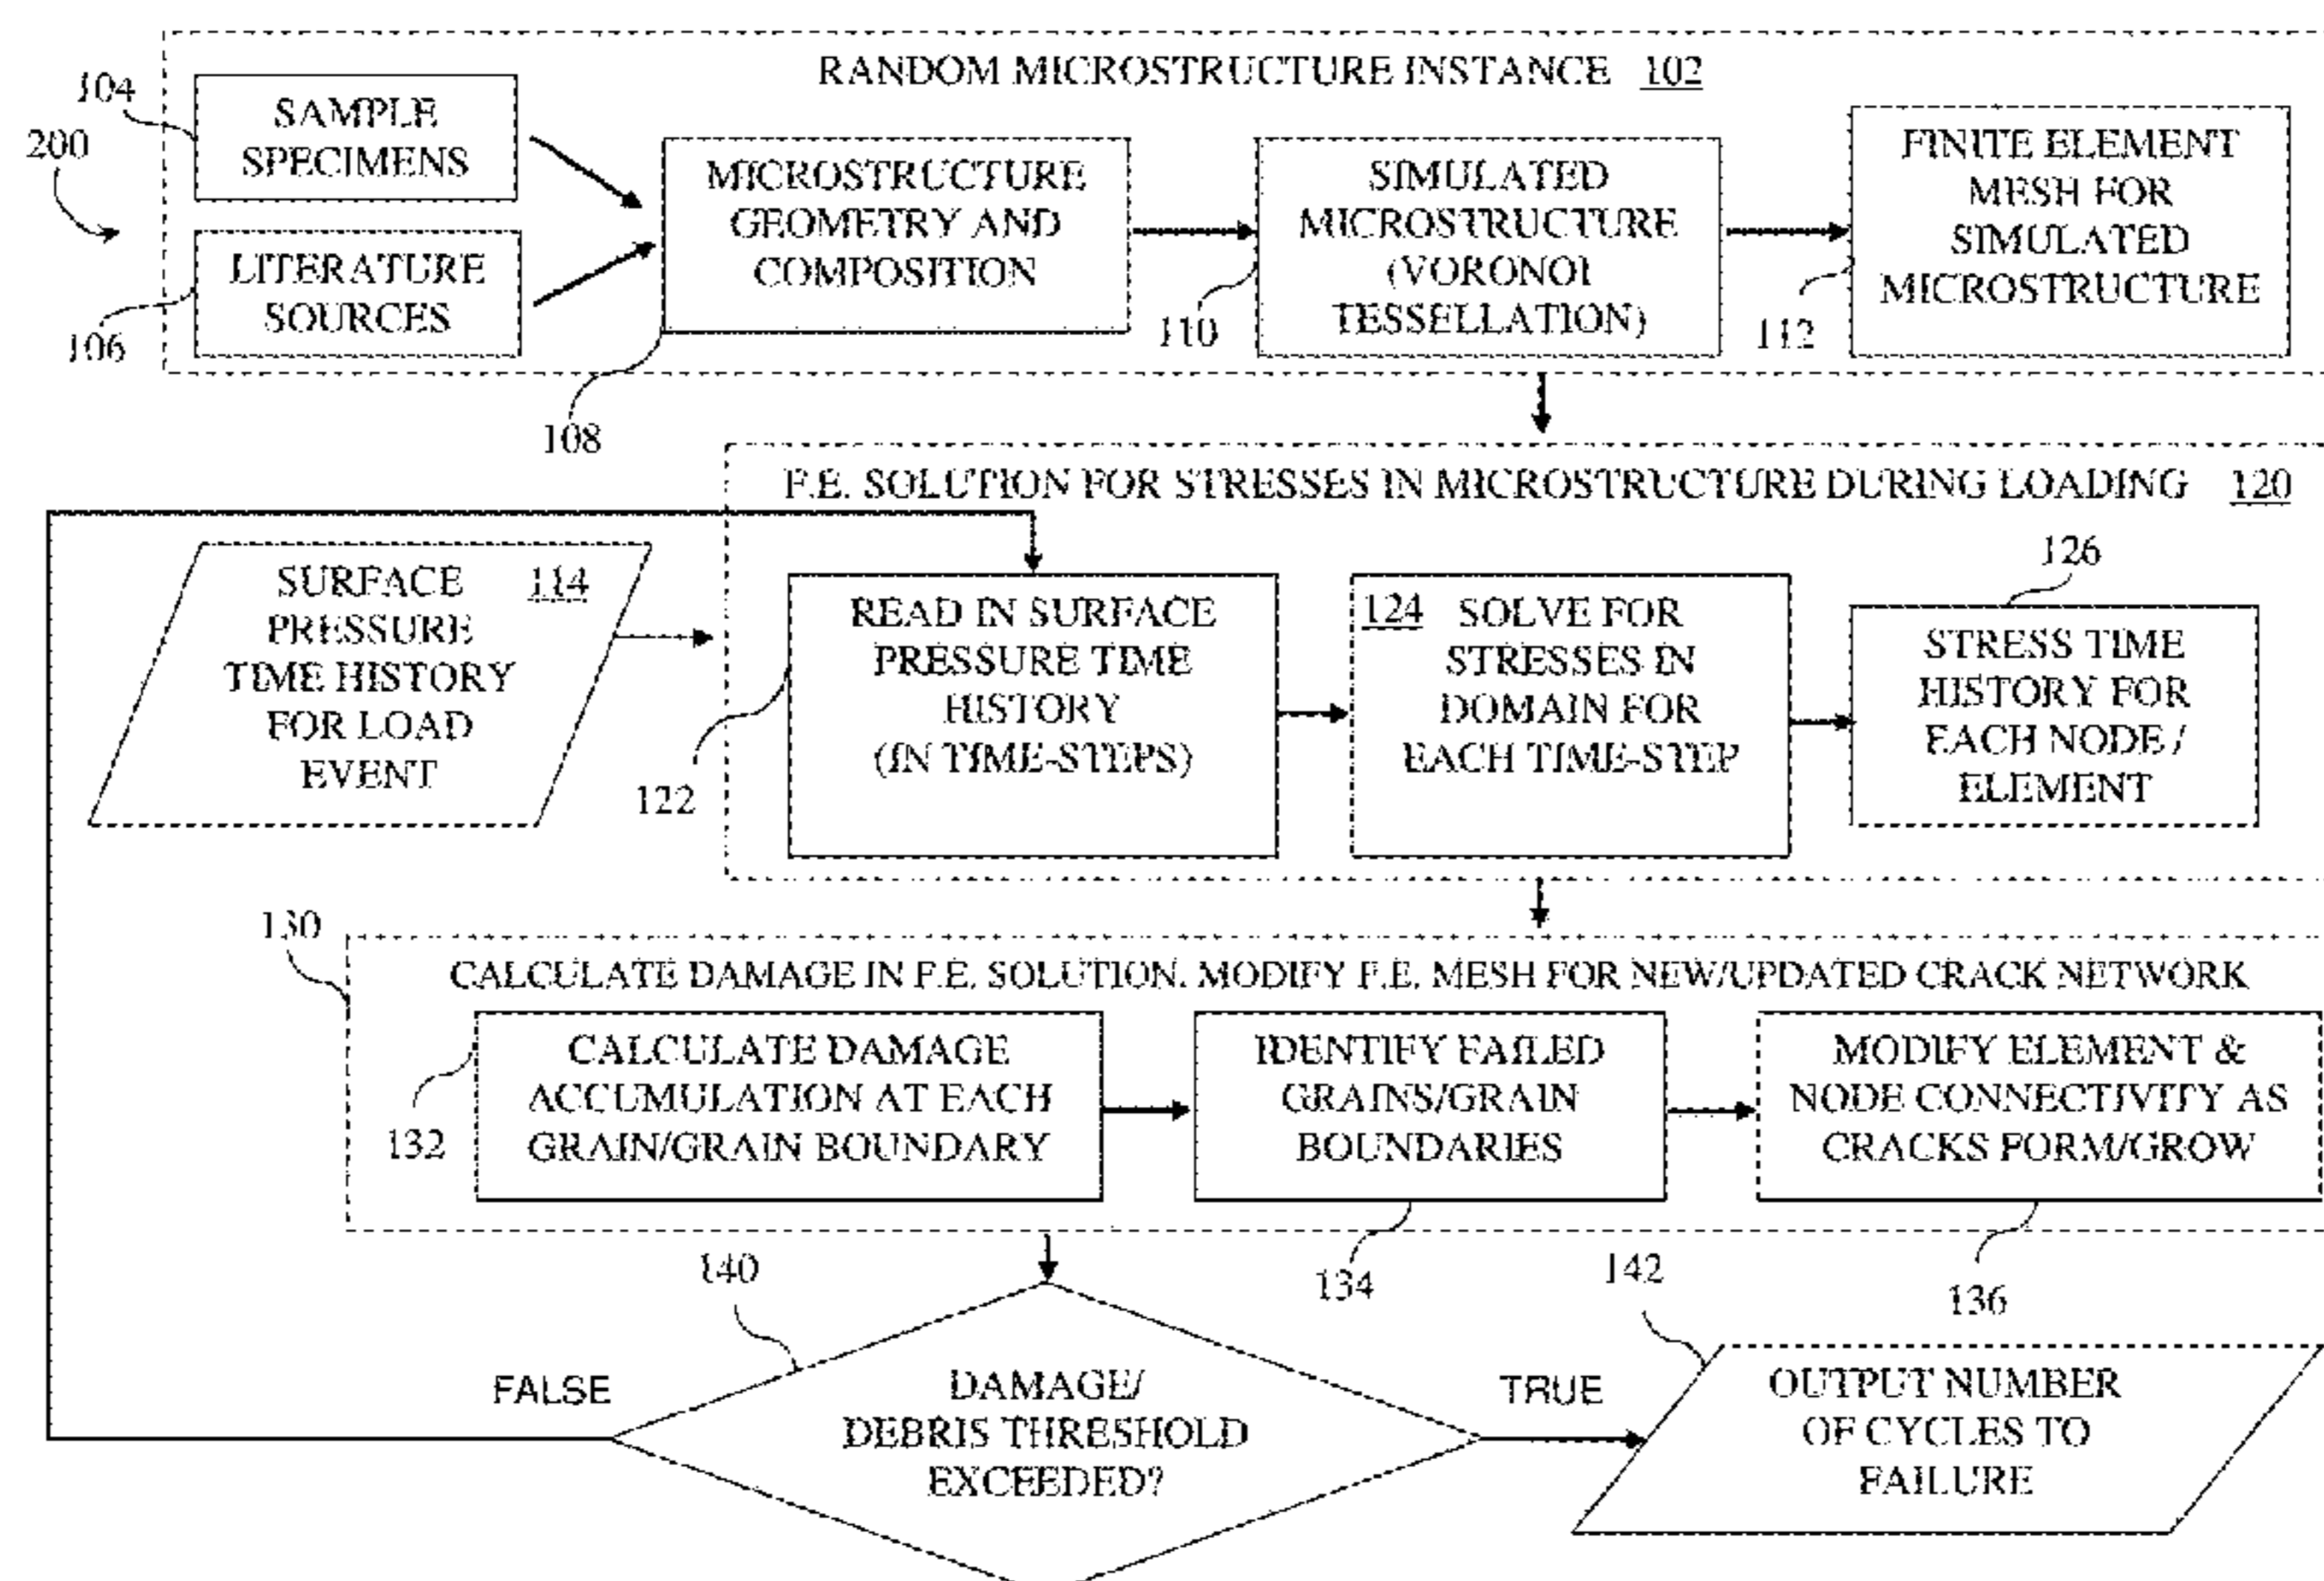 RANDOM MICROSTRUCTURE INSTANCE 102
104
SAMPLE
SPECIMENS
200
LITERATURE
SOURCES
106
MICROSTRUCTURE
GEOMETRY AND
COMPOSITION
108
SIMULATED
MICROSTRUCTURE
(VORONOI
TESSELLATION)
110
FINITE ELEMENT
MESH FOR
SIMULATED
MICROSTRUCTURE
112
F.E. SOLUTION FOR STRESSES IN MICROSTRUCTURE DURING LOADING 120
SURFACE 114
PRESSURE
TIME HISTORY
FOR LOAD
EVENT
READ IN SURFACE
PRESSURE TIME
HISTORY
(IN TIME-STEPS)
122
124 SOLVE FOR
STRESSES IN
DOMAIN FOR
EACH TIME-STEP
126
STRESS TIME
HISTORY FOR
EACH NODE /
ELEMENT
130
CALCULATE DAMAGE IN F.E. SOLUTION. MODIFY F.E. MESH FOR NEW/UPDATED CRACK NETWORK
CALCULATE DAMAGE
ACCUMULATION AT EACH
GRAIN/GRAIN BOUNDARY
132
IDENTIFY FAILED
GRAINS/GRAIN
BOUNDARIES
134
MODIFY ELEMENT &
NODE CONNECTIVITY AS
CRACKS FORM/GROW
136
140
FALSE
DAMAGE/
DEBRIS THRESHOLD
EXCEEDED?
TRUE
142
OUTPUT NUMBER
OF CYCLES TO
FAILURE